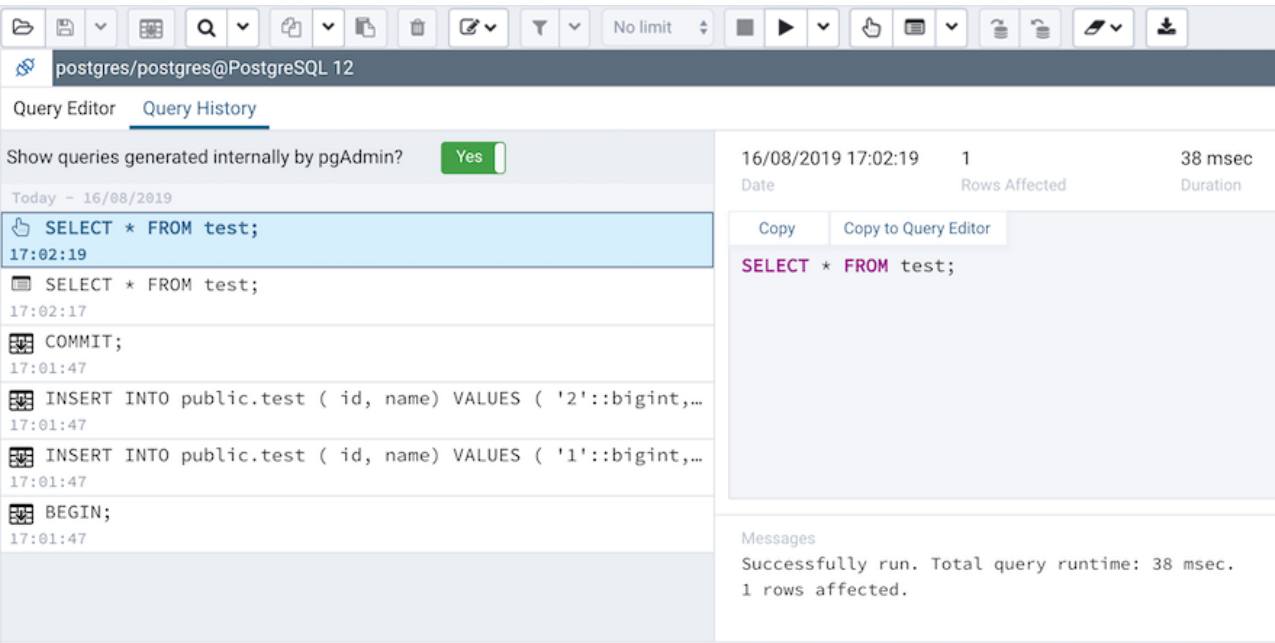 No limit
postgres/postgres@PostgreSQL 12
Query Editor Query History
Show queries generated internally by pgAdmin? Yes
Today - 16/08/2019
SELECT * FROM test;
17:02:19
SELECT * FROM test;
17:02:17
COMMIT;
17:01:47
INSERT INTO public.test ( id, name) VALUES ( '2'::bigint,…
17:01:47
INSERT INTO public.test ( id, name) VALUES ( '1'::bigint,…
17:01:47
BEGIN;
17:01:47
16/08/2019 17:02:19 1 38 msec
Date Rows Affected Duration
Copy Copy to Query Editor
SELECT * FROM test;
Messages
Successfully run. Total query runtime: 38 msec.
1 rows affected.